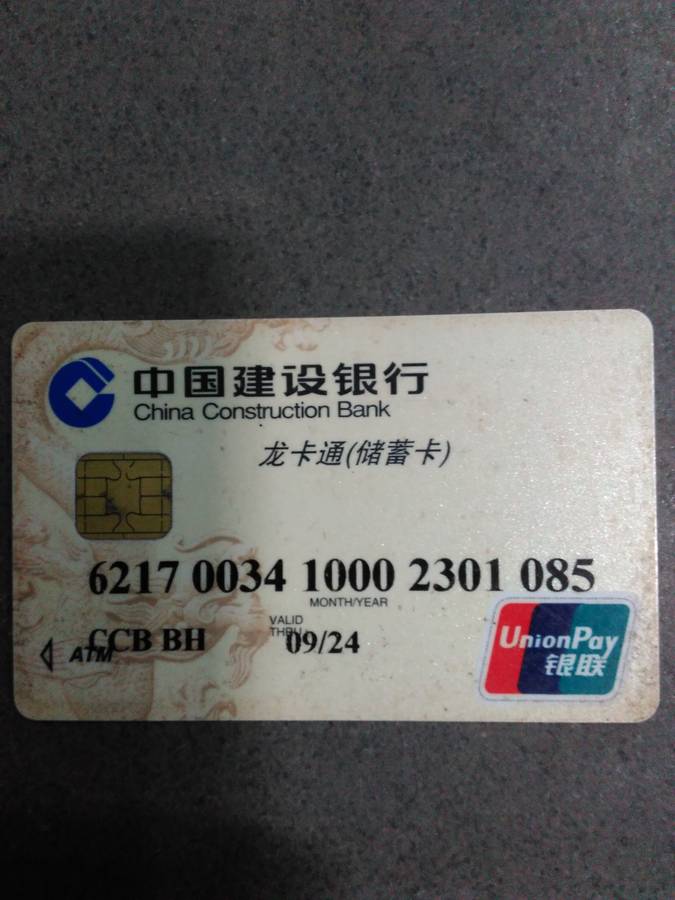 中国建设银行
China Construction Bank
龙卡通(储蓄卡)
6217 0034 1000 2301 085
MONTH/YEAR
VALID
THRU
09/24
CCB BH
ATM
UnionPay
银联